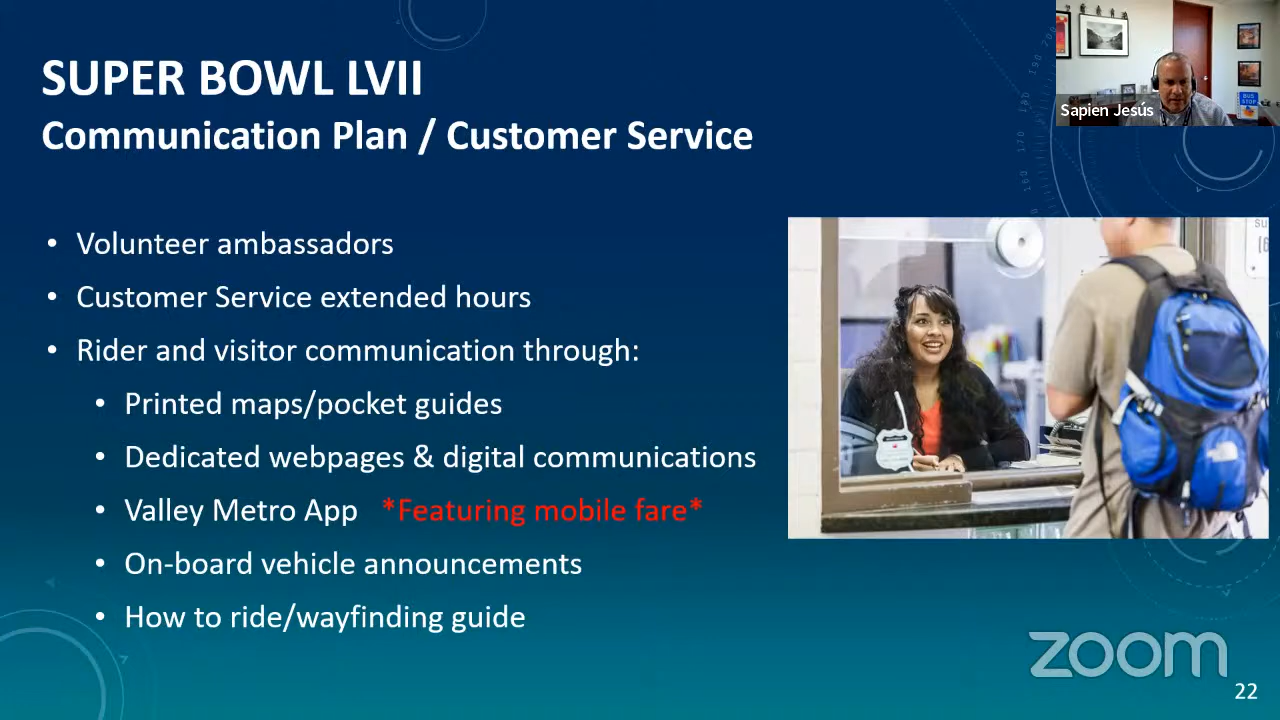 SUPER BOWL LVII
Communication Plan / Customer Service
Sapien Jesús
BUS
STOP
• Volunteer ambassadors
• Customer Service extended hours
• Rider and visitor communication through:
• Printed maps/pocket guides
• Dedicated webpages & digital communications
• Valley Metro App *Featuring mobile fare*
• On-board vehicle announcements
• How to ride/wayfinding guide
zoom
22